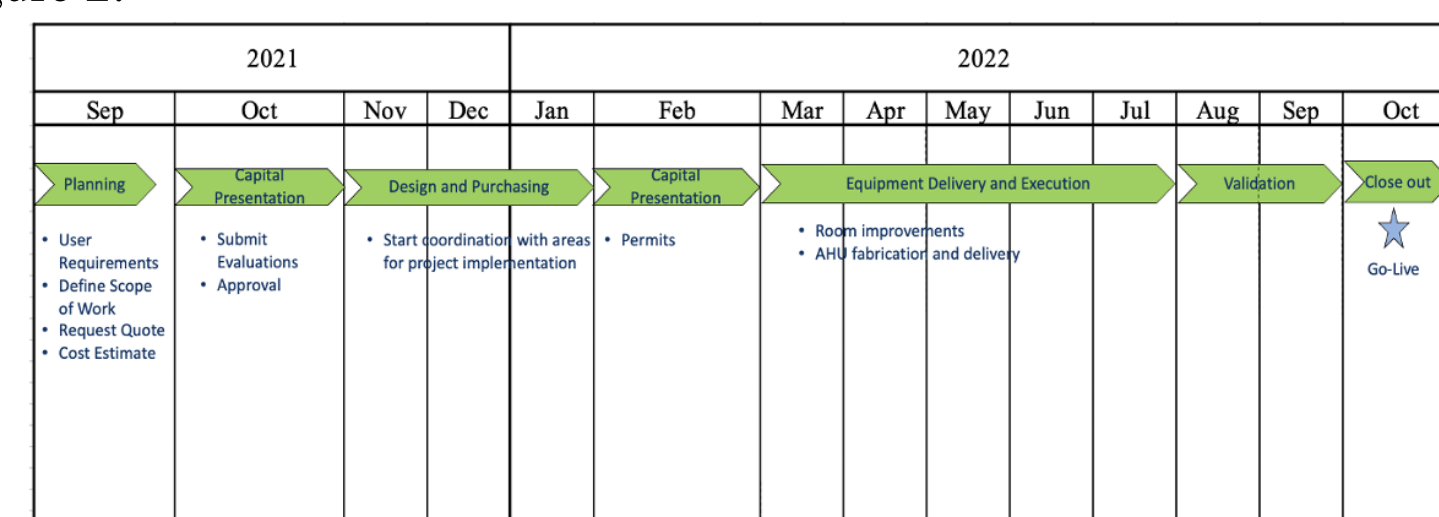 2021 2022
Sep Oct Nov Dec Jan Feb Mar Apr May Jun Jul Aug Sep Oct
Planning
Capital
Presentation
Design and Purchasing
Capital
Presentation
Equipment Delivery and Execution
Validation
Close out
• User
Requirements
• Define Scope
of Work
• Request Quote
• Cost Estimate
• Submit
Evaluations
• Approval
• Start coordination with areas
for project implementation
• Permits
• Room improvements
• AHU fabrication and delivery
Go-Live